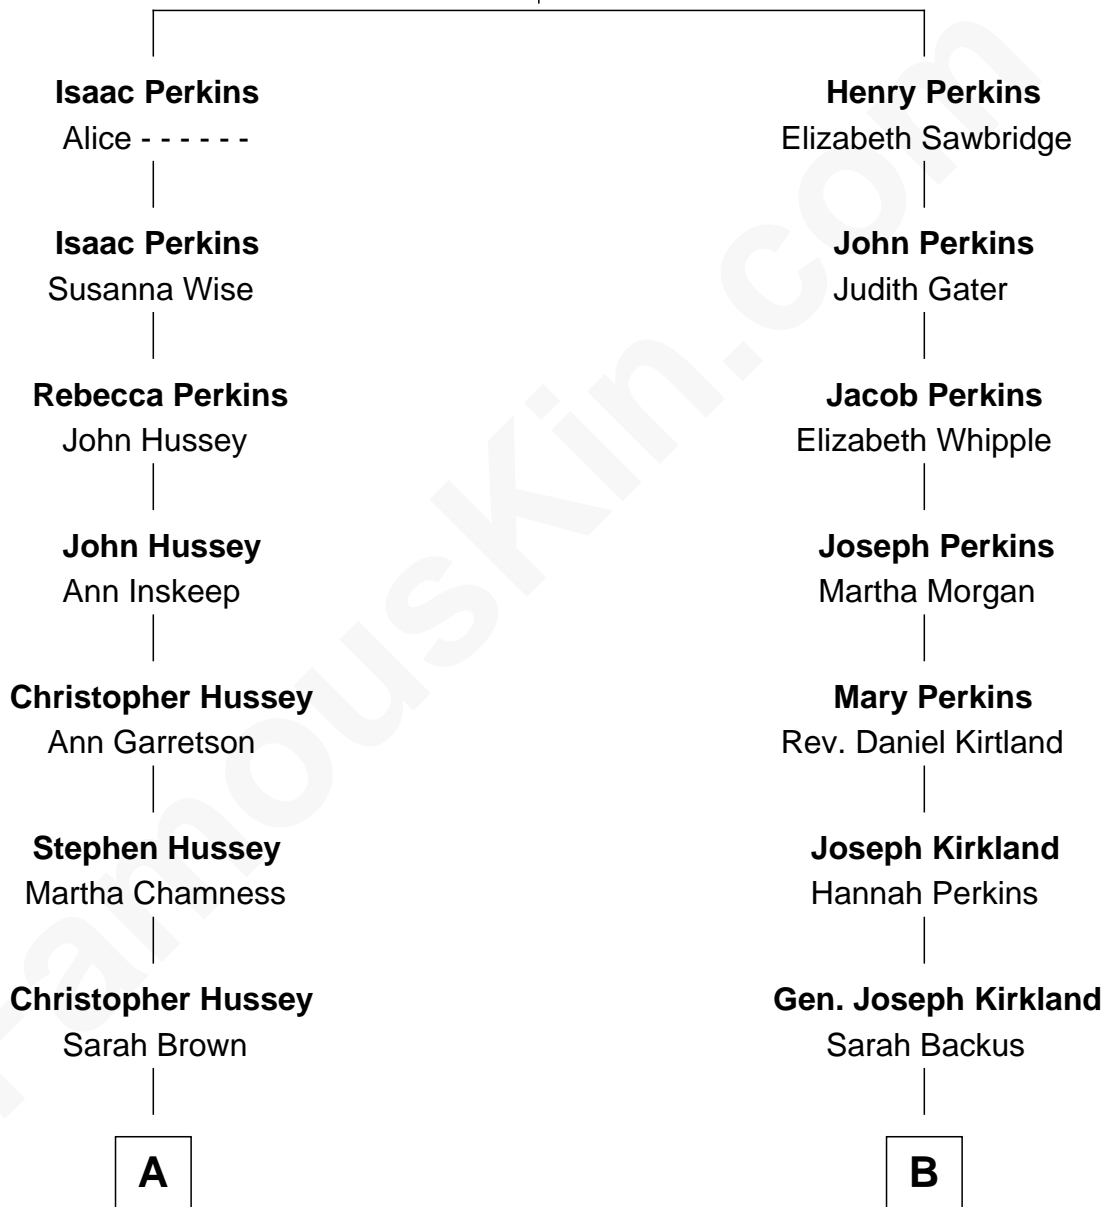 Isaac Perkins
Alice - - - - - -
Henry Perkins
Elizabeth Sawbridge
Isaac Perkins
Susanna Wise
John Perkins
Judith Gater
Rebecca Perkins
John Hussey
Jacob Perkins
Elizabeth Whipple
John Hussey
Ann Inskeep
Joseph Perkins
Martha Morgan
Christopher Hussey
Ann Garretson
Mary Perkins
Rev. Daniel Kirtland
Stephen Hussey
Martha Chamness
Joseph Kirkland
Hannah Perkins
Christopher Hussey
Sarah Brown
Gen. Joseph Kirkland
Sarah Backus
A
B
FamousKin.com